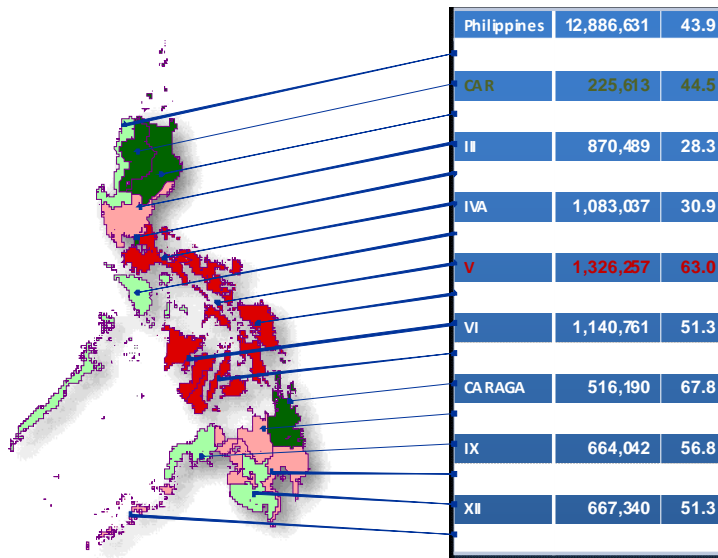 Philippines 12,886,631 43.9
CAR 225,613 44.5
III 870,489 28.3
IVA 1,083,037 30.9
V 1,326,257 63.0
VI 1,140,761 51.3
CARAGA 516,190 67.8
IX 664,042 56.8
XII 667,340 51.3